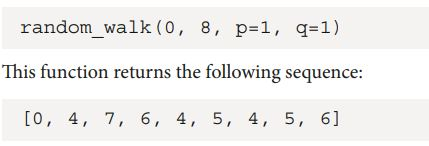 random_walk(0, 8, p=1, q=1)
This function returns the following sequence:
[0, 4, 7, 6, 4, 5, 4, 5, 6]